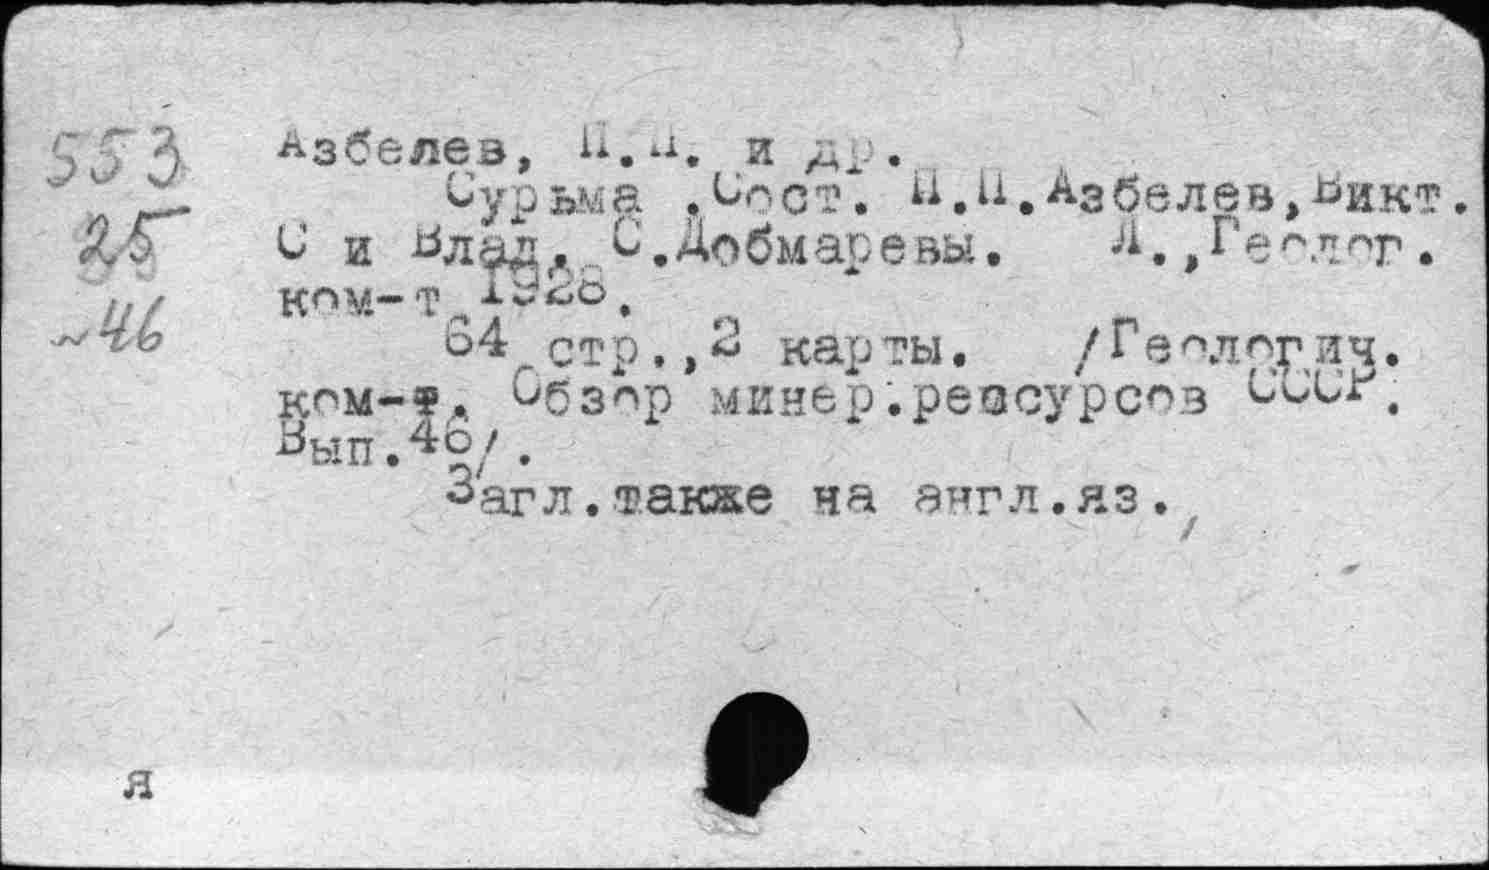 553
25
~46
Азбелев, П.П. и др.
Сурьма .Сост. П.П.Азбелев,Викт.
С и Влад. С.Добмаревы. Л.,Геолог.
ком-т 1928.
64 стр.,2 карты. /Геологич.
ком-т. Обзор минер.ресурсов СССР.
Вып.46/.
Загл.также на англ.яз.
я